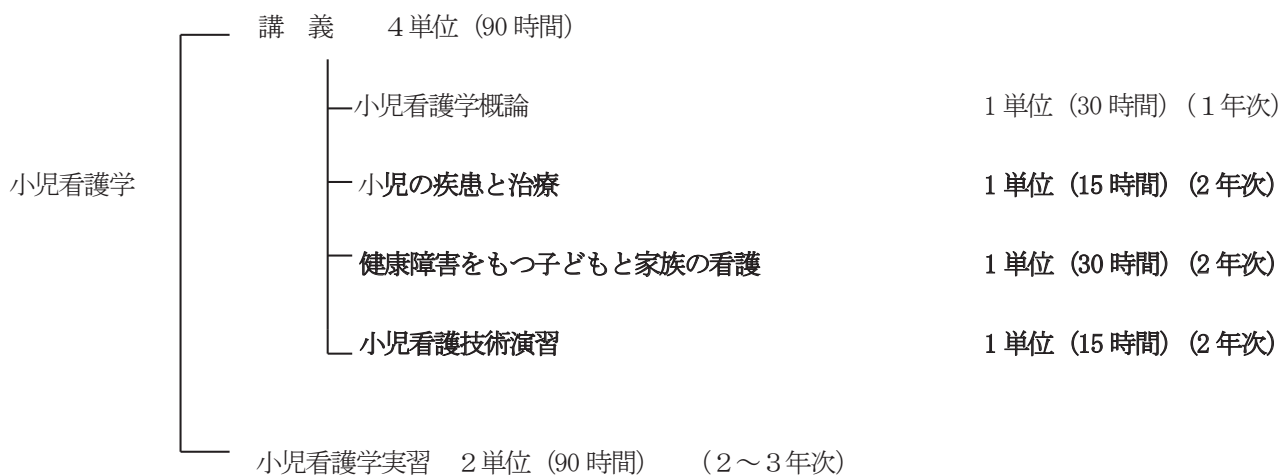 講　義　　４単位（90 時間）
小児看護学概論　1 単位（30 時間）（１年次）
小児看護学
小児の疾患と治療　1 単位（15 時間）（2 年次）
健康障害をもつ子どもと家族の看護　1 単位（30 時間）（2 年次）
小児看護技術演習　1 単位（15 時間）（2 年次）
小児看護学実習　２単位（90 時間）　（２～３年次）